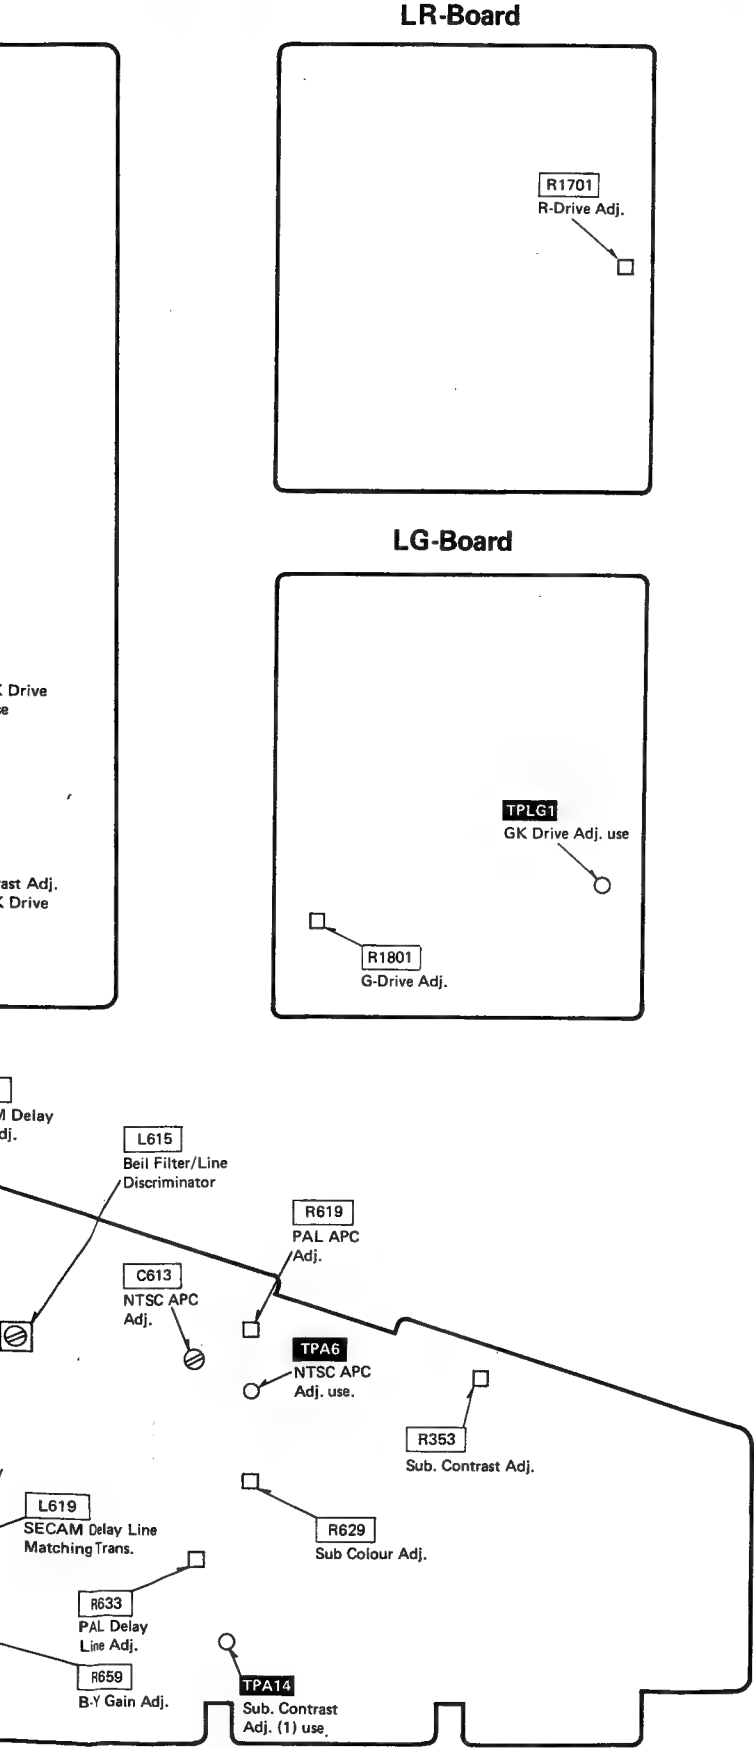 LR-Board
R1701
R-Drive Adj.
LG-Board
Drive
TPLG1
GK Drive Adj. use
Adj.
Drive
R1801
G-Drive Adj.
Delay
L615
Beil Filter/Line
Discriminator
R619
PAL APC
Adj.
C613
NTSC APC
Adj.
TPA6
NTSC APC
Adj. use.
R353
Sub. Contrast Adj.
L619
SECAM Delay Line
Matching Trans.
R629
Sub Colour Adj.
R633
PAL Delay
Line Adj.
R659
B-Y Gain Adj.
TPA14
Sub. Contrast
Adj. (1) use.